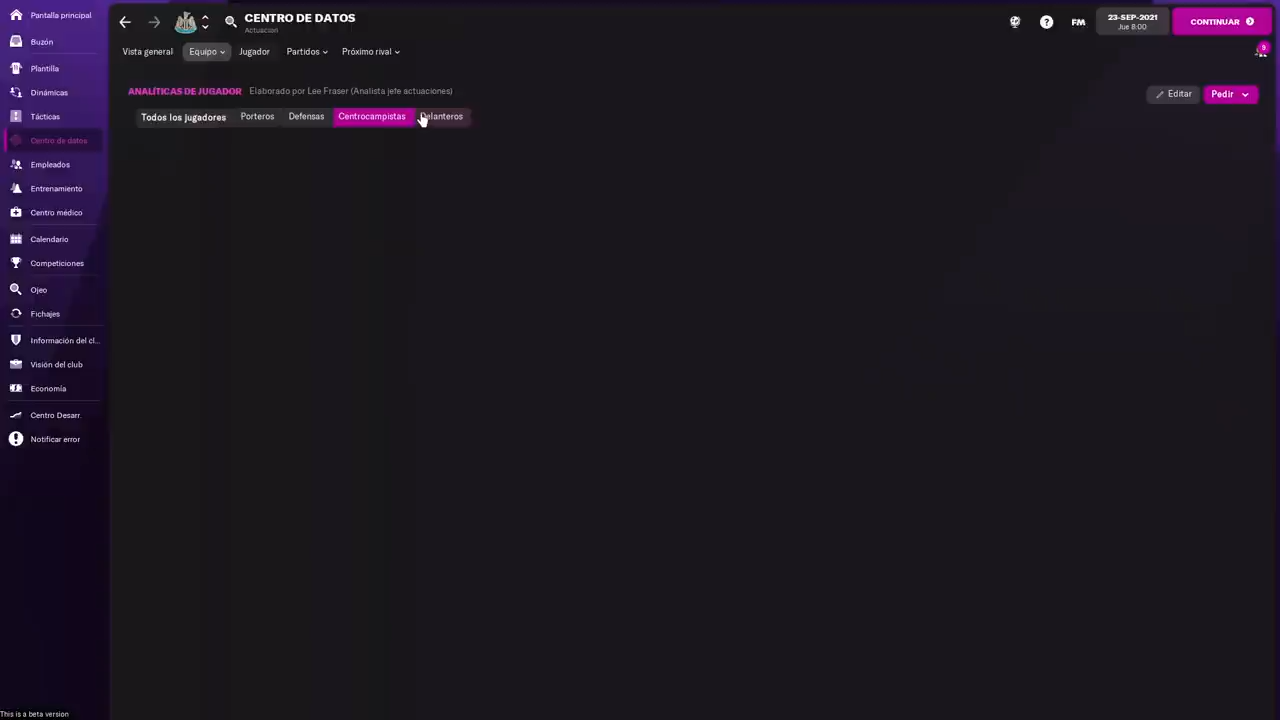 Pantalla principal
Buzón
Plantilla
Dinámicas
Tácticas
Centro de datos
Empleados
Entrenamiento
Centro médico
Calendario
Competiciones
Ojeo
Fichajes
Información del cl...
Visión del club
Economía
Centro Desarr.
Notificar error
This is a beta version
CENTRO DE DATOS
Actuación
? FM 23-SEP-2021
Jue 8:00
CONTINUAR
Vista general Equipo Jugador Partidos Próximo rival
9
ANALÍTICAS DE JUGADOR Elaborado por Lee Fraser (Analista jefe actuaciones)
Editar Pedir
Todos los jugadores Porteros Defensas Centrocampistas Delanteros